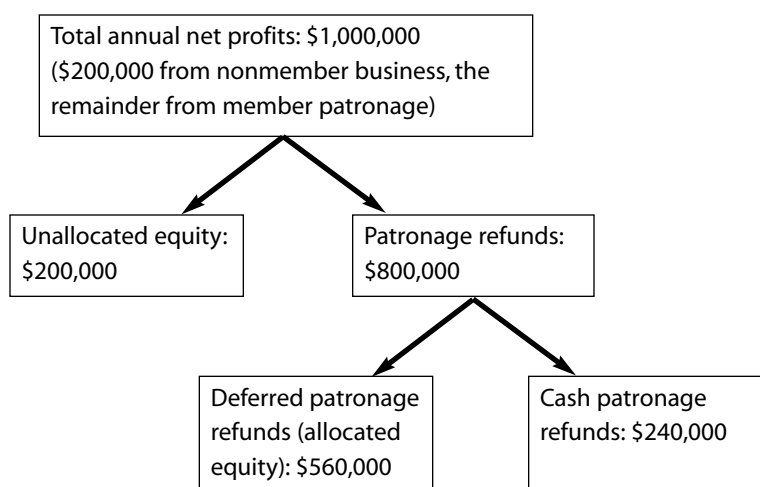 Total annual net profits: $1,000,000
($200,000 from nonmember business, the
remainder from member patronage)
Unallocated equity:
$200,000
Patronage refunds:
$800,000
Deferred patronage
refunds (allocated
equity): $560,000
Cash patronage
refunds: $240,000